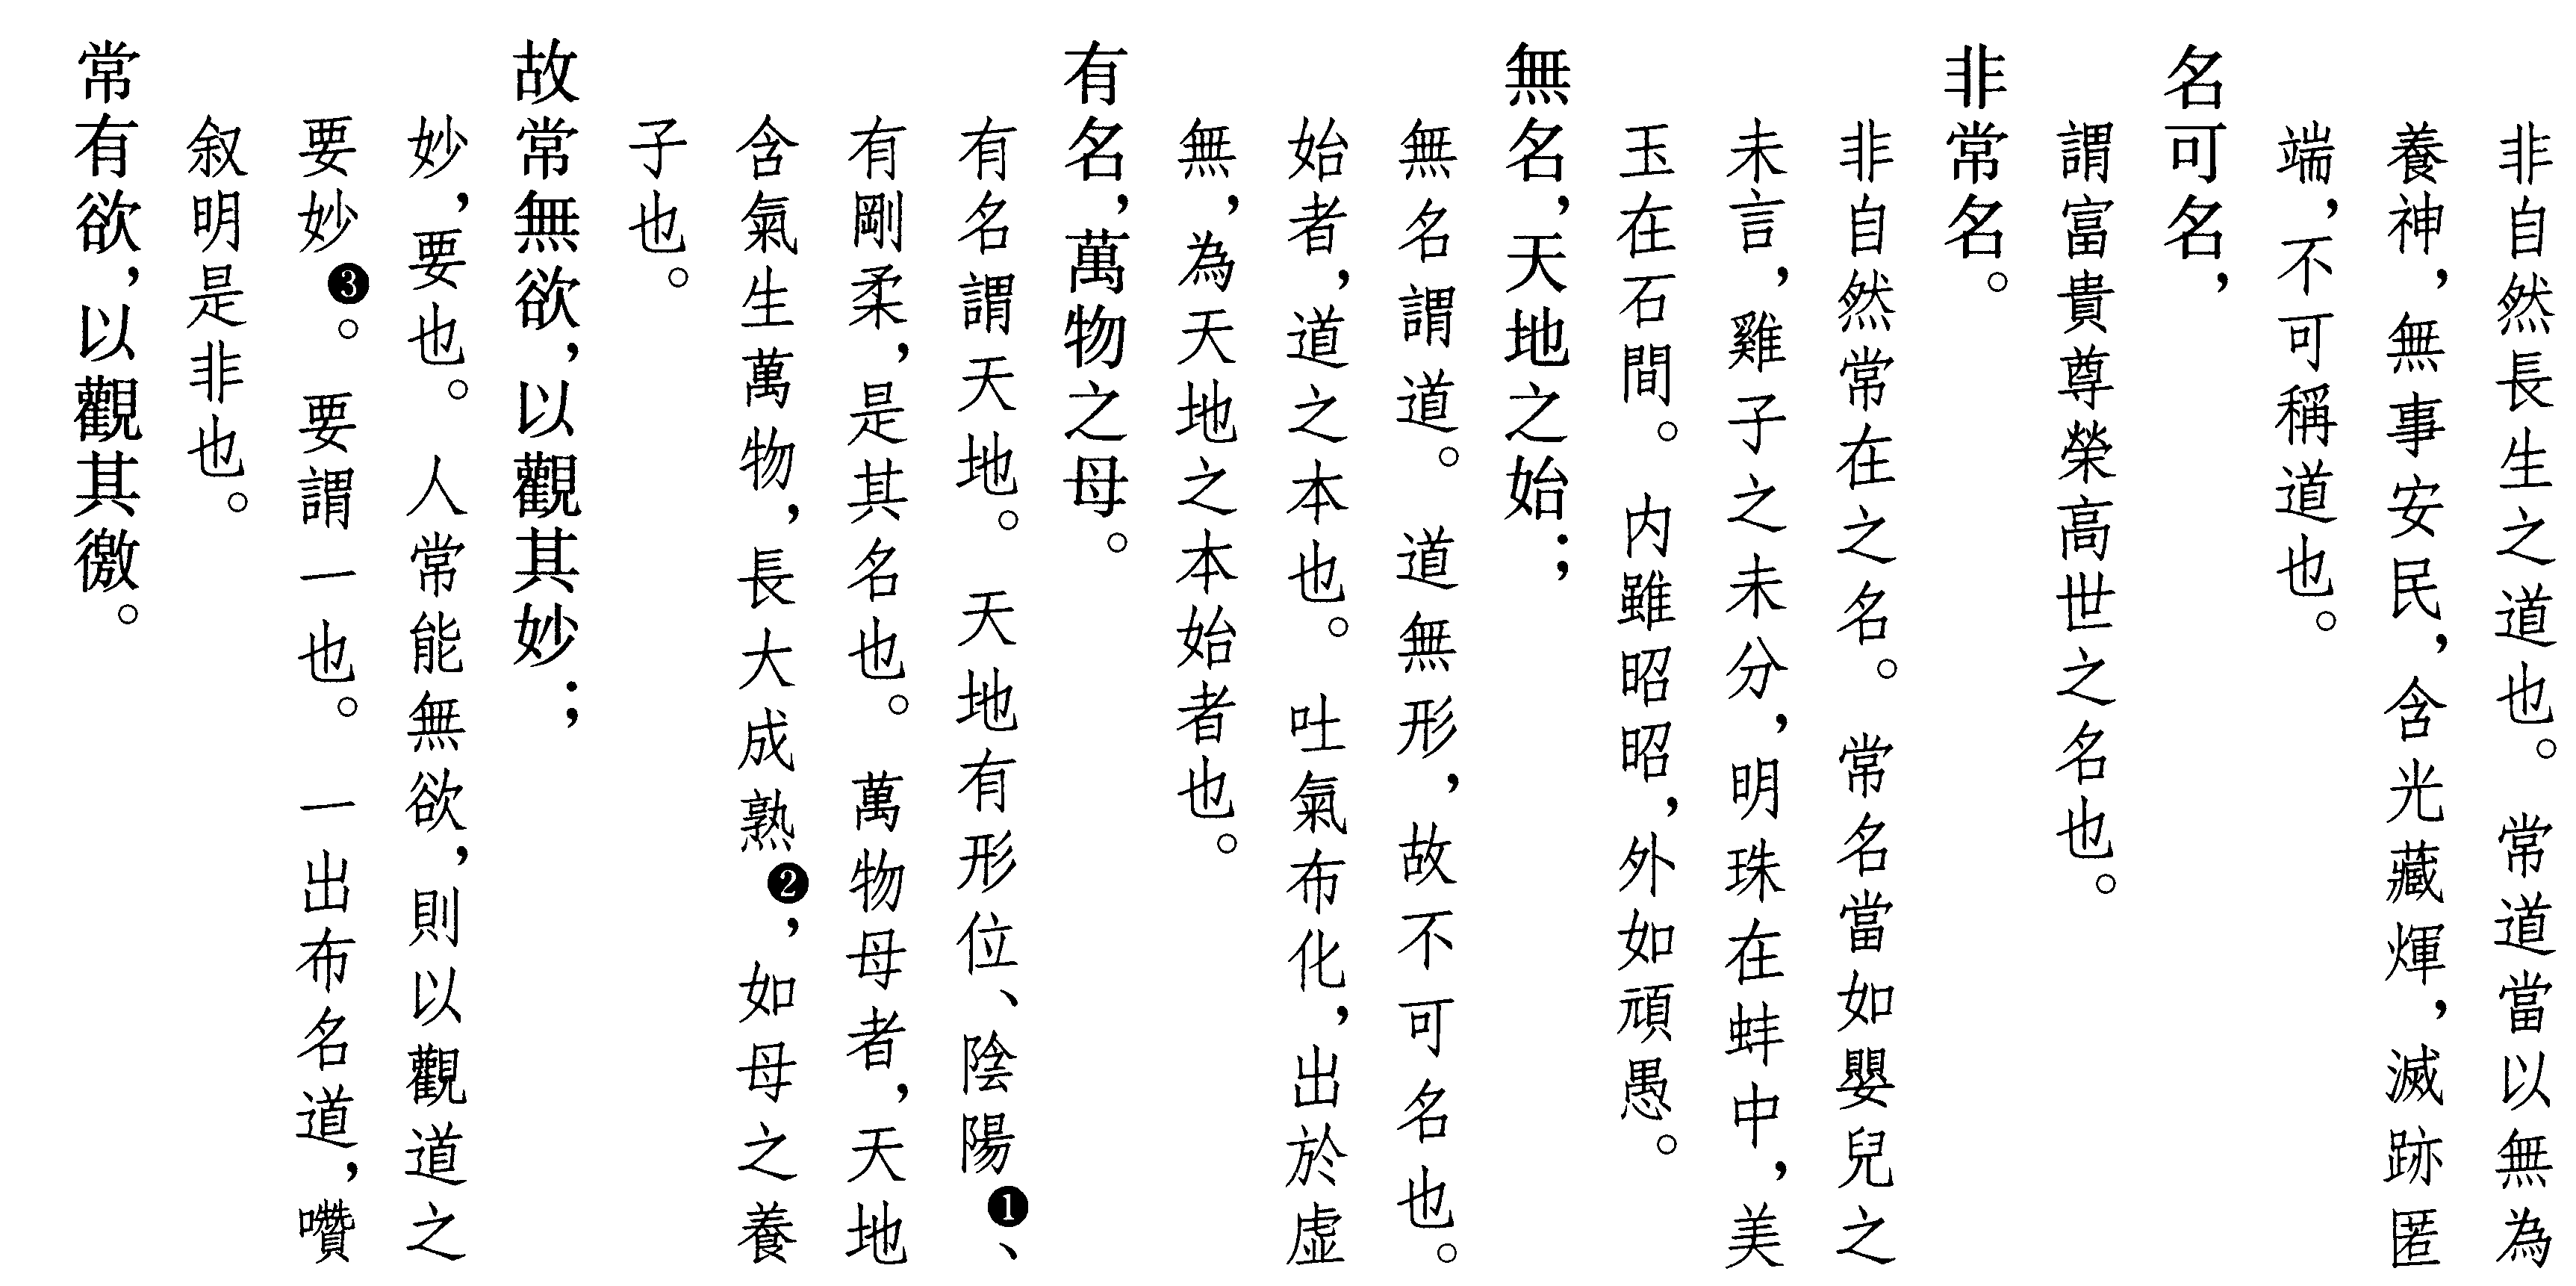 非自然長生之道也。常道當以無為
養神，無事安民，含光藏煇，滅跡匿
端，不可稱道也。
名可名，
謂富貴尊榮高世之名也。
非常名。
非自然常在之名。常名當如嬰兒之
未言，雞子之未分，明珠在蚌中，美
玉在石間。内雖昭昭，外如頑愚。
無名，天地之始；
無名謂道。道無形，故不可名也。
始者，道之本也。吐氣布化，出於虛
無，為天地之本始者也。
有名，萬物之母。
有名謂天地。天地有形位、陰陽❶、
有剛柔，是其名也。萬物母者，天地
含氣生萬物，長大成熟❷，如母之養
子也。
故常無欲，以觀其妙；
妙，要也。人常能無欲，則以觀道之
要妙❸。要謂一也。一出布名道，囋
叙明是非也。
常有欲，以觀其徼。